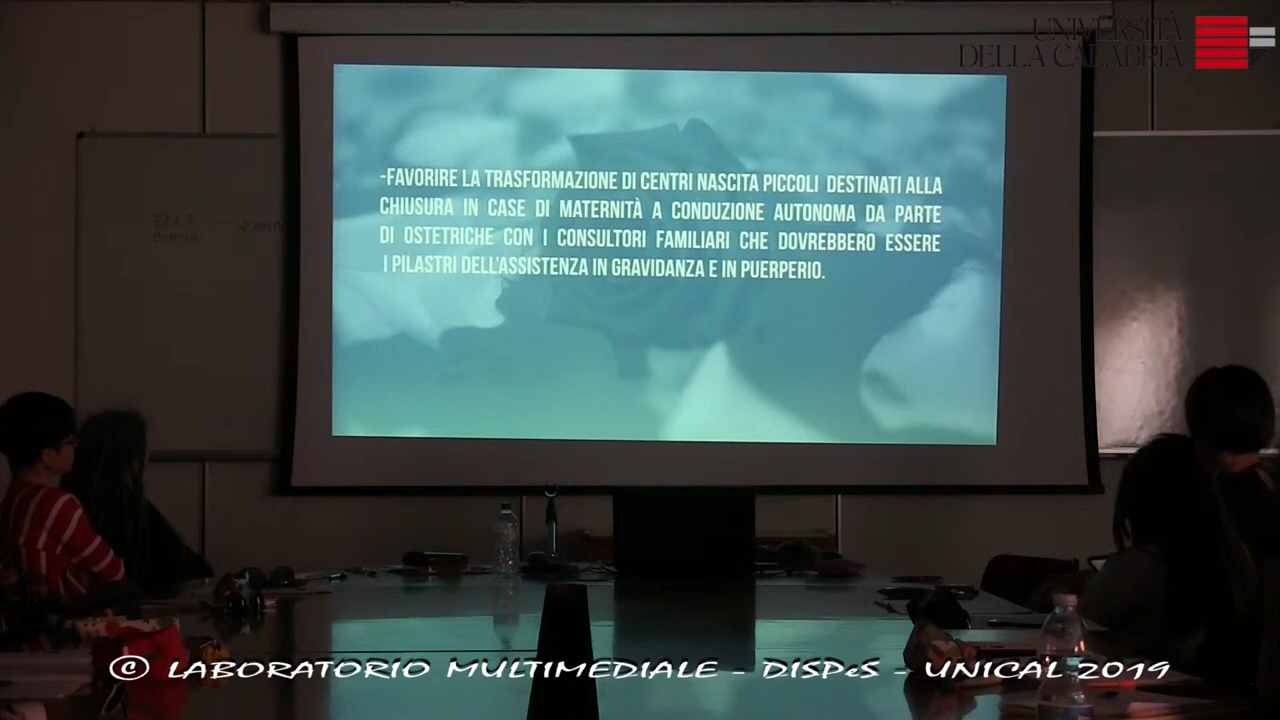 UNIVERSITÀ
DELLA CALABRIA
-FAVORIRE LA TRASFORMAZIONE DI CENTRI NASCITA PICCOLI DESTINATI ALLA
CHIUSURA IN CASE DI MATERNITÀ A CONDUZIONE AUTONOMA DA PARTE
DI OSTETRICHE CON I CONSULTORI FAMILIARI CHE DOVREBBERO ESSERE
I PILASTRI DELL'ASSISTENZA IN GRAVIDANZA E IN PUERPERIO.
© LABORATORIO MULTIMEDIALE - DISPeS - UNICAL 2019